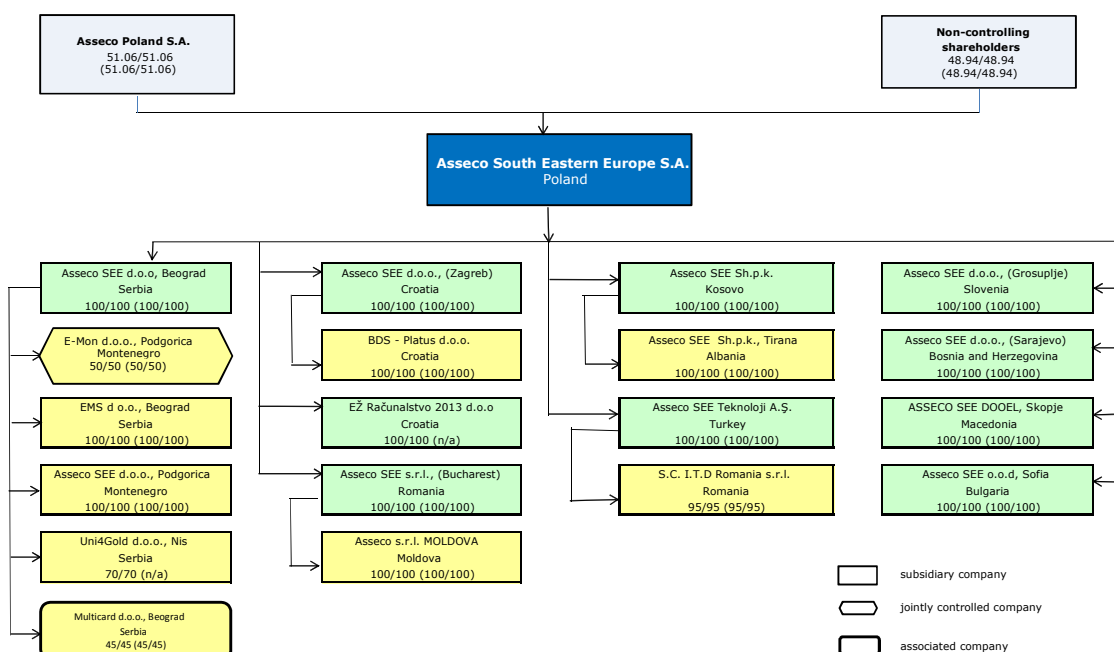 Asseco Poland S.A.
51.06/51.06
(51.06/51.06)
Non-controlling
shareholders
48.94/48.94
(48.94/48.94)
Asseco South Eastern Europe S.A.
Poland
Asseco SEE d.o.o, Beograd
Serbia
100/100 (100/100)
E-Mon d.o.o., Podgorica
Montenegro
50/50 (50/50)
EMS d o.o., Beograd
Serbia
100/100 (100/100)
Asseco SEE d.o.o., Podgorica
Montenegro
100/100 (100/100)
Uni4Gold d.o.o., Nis
Serbia
70/70 (n/a)
Multicard d.o.o., Beograd
Serbia
45/45 (45/45)
Asseco SEE d.o.o., (Zagreb)
Croatia
100/100 (100/100)
BDS - Platus d.o.o.
Croatia
100/100 (100/100)
EŽ Računalstvo 2013 d.o.o
Croatia
100/100 (n/a)
Asseco SEE s.r.l., (Bucharest)
Romania
100/100 (100/100)
Asseco s.r.l. MOLDOVA
Moldova
100/100 (100/100)
Asseco SEE Sh.p.k.
Kosovo
100/100 (100/100)
Asseco SEE Sh.p.k., Tirana
Albania
100/100 (100/100)
Asseco SEE Teknoloji A.Ş.
Turkey
100/100 (100/100)
S.C. I.T.D Romania s.r.l.
Romania
95/95 (95/95)
Asseco SEE d.o.o., (Grosuplje)
Slovenia
100/100 (100/100)
Asseco SEE d.o.o., (Sarajevo)
Bosnia and Herzegovina
100/100 (100/100)
ASSECO SEE DOOEL, Skopje
Macedonia
100/100 (100/100)
Asseco SEE o.o.d, Sofia
Bulgaria
100/100 (100/100)
subsidiary company
jointly controlled company
associated company